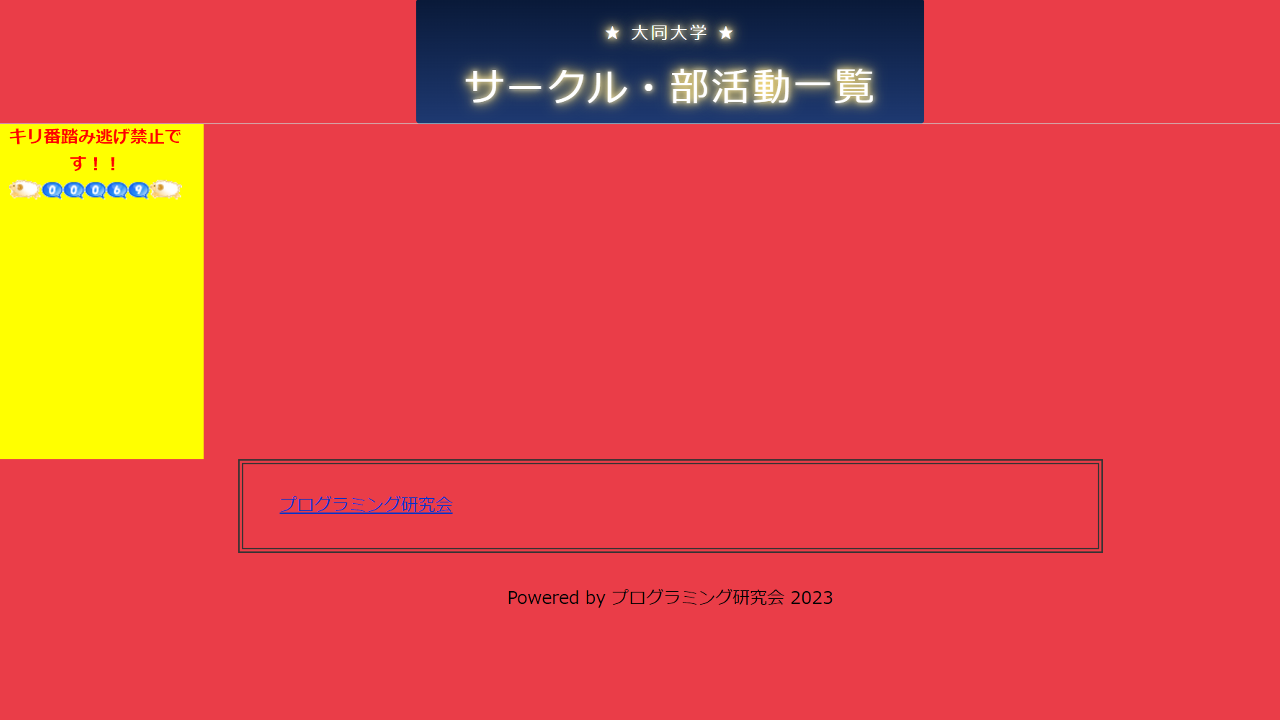 ★ 大同大学 ★
サークル・部活動一覧
キリ番踏み逃げ禁止で
す！！
00069
プログラミング研究会
Powered by プログラミング研究会 2023